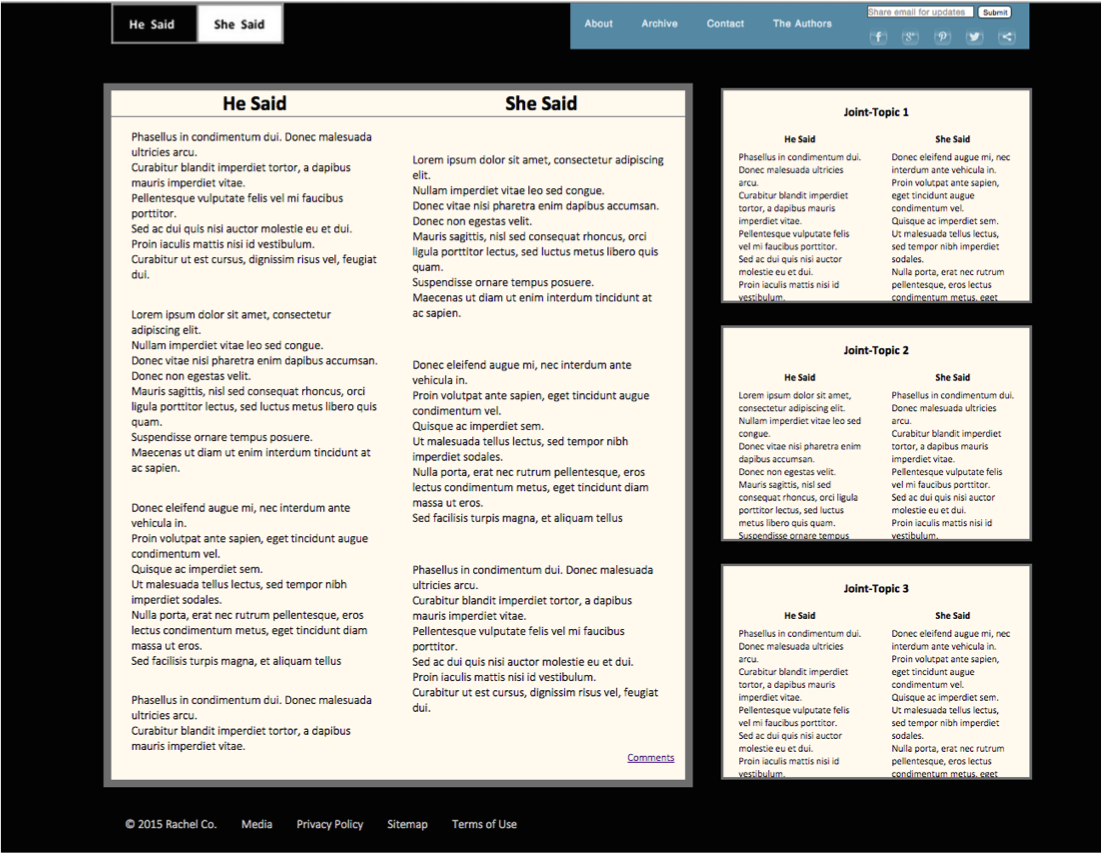 He Said She Said
About Archive Contact The Authors
Share email for updates Submit
He Said
Phasellus in condimentum dui. Donec malesuada
ultricies arcu.
Curabitur blandit imperdiet tortor, a dapibus
mauris imperdiet vitae.
Pellentesque vulputate felis vel mi faucibus
porttitor.
Sed ac dui quis nisi auctor molestie eu et dui.
Proin iaculis mattis nisi id vestibulum.
Curabitur ut est cursus, dignissim risus vel, feugiat
dui.
Lorem ipsum dolor sit amet, consectetur
adipiscing elit.
Nullam imperdiet vitae leo sed congue.
Donec vitae nisi pharetra enim dapibus accumsan.
Donec non egestas velit.
Mauris sagittis, nisl sed consequat rhoncus, orci
ligula porttitor lectus, sed luctus metus libero quis
quam.
Suspendisse ornare tempus posuere.
Maecenas ut diam ut enim interdum tincidunt at
ac sapien.
Donec eleifend augue mi, nec interdum ante
vehicula in.
Proin volutpat ante sapien, eget tincidunt augue
condimentum vel.
Quisque ac imperdiet sem.
Ut malesuada tellus lectus, sed tempor nibh
imperdiet sodales.
Nulla porta, erat nec rutrum pellentesque, eros
lectus condimentum metus, eget tincidunt diam
massa ut eros.
Sed facilisis turpis magna, et aliquam tellus
Phasellus in condimentum dui. Donec malesuada
ultricies arcu.
Curabitur blandit imperdiet tortor, a dapibus
mauris imperdiet vitae.
She Said
Lorem ipsum dolor sit amet, consectetur adipiscing
elit.
Nullam imperdiet vitae leo sed congue.
Donec vitae nisi pharetra enim dapibus accumsan.
Donec non egestas velit.
Mauris sagittis, nisl sed consequat rhoncus, orci
ligula porttitor lectus, sed luctus metus libero quis
quam.
Suspendisse ornare tempus posuere.
Maecenas ut diam ut enim interdum tincidunt at
ac sapien.
Donec eleifend augue mi, nec interdum ante
vehicula in.
Proin volutpat ante sapien, eget tincidunt augue
condimentum vel.
Quisque ac imperdiet sem.
Ut malesuada tellus lectus, sed tempor nibh
imperdiet sodales.
Nulla porta, erat nec rutrum pellentesque, eros
lectus condimentum metus, eget tincidunt diam
massa ut eros.
Sed facilisis turpis magna, et aliquam tellus
Phasellus in condimentum dui. Donec malesuada
ultricies arcu.
Curabitur blandit imperdiet tortor, a dapibus
mauris imperdiet vitae.
Pellentesque vulputate felis vel mi faucibus
porttitor.
Sed ac dui quis nisi auctor molestie eu et dui.
Proin iaculis mattis nisi id vestibulum.
Curabitur ut est cursus, dignissim risus vel, feugiat
dui.
Comments
Joint-Topic 1
He Said
Phasellus in condimentum dui.
Donec malesuada ultricies
arcu.
Curabitur blandit imperdiet
tortor, a dapibus mauris
imperdiet vitae.
Pellentesque vulputate felis
vel mi faucibus porttitor.
Sed ac dui quis nisi auctor
molestie eu et dui.
Proin iaculis mattis nisi id
vestibulum.
She Said
Donec eleifend augue mi, nec
interdum ante vehicula in.
Proin volutpat ante sapien,
eget tincidunt augue
condimentum vel.
Quisque ac imperdiet sem.
Ut malesuada tellus lectus,
sed tempor nibh imperdiet
sodales.
Nulla porta, erat nec rutrum
pellentesque, eros lectus
condimentum metus, eget
Joint-Topic 2
He Said
Lorem ipsum dolor sit amet,
consectetur adipiscing elit.
Nullam imperdiet vitae leo sed
congue.
Donec vitae nisi pharetra enim
dapibus accumsan.
Donec non egestas velit.
Mauris sagittis, nisl sed
consequat rhoncus, orci ligula
porttitor lectus, sed luctus
metus libero quis quam.
Suspendisse ornare tempus
She Said
Phasellus in condimentum dui.
Donec malesuada ultricies
arcu.
Curabitur blandit imperdiet
tortor, a dapibus mauris
imperdiet vitae.
Pellentesque vulputate felis
vel mi faucibus porttitor.
Sed ac dui quis nisi auctor
molestie eu et dui.
Proin iaculis mattis nisi id
vestibulum.
Joint-Topic 3
He Said
Phasellus in condimentum dui.
Donec malesuada ultricies
arcu.
Curabitur blandit imperdiet
tortor, a dapibus mauris
imperdiet vitae.
Pellentesque vulputate felis
vel mi faucibus porttitor.
Sed ac dui quis nisi auctor
molestie eu et dui.
Proin iaculis mattis nisi id
vestibulum.
She Said
Donec eleifend augue mi, nec
interdum ante vehicula in.
Proin volutpat ante sapien,
eget tincidunt augue
condimentum vel.
Quisque ac imperdiet sem.
Ut malesuada tellus lectus,
sed tempor nibh imperdiet
sodales.
Nulla porta, erat nec rutrum
pellentesque, eros lectus
condimentum metus, eget
© 2015 Rachel Co. Media Privacy Policy Sitemap Terms of Use